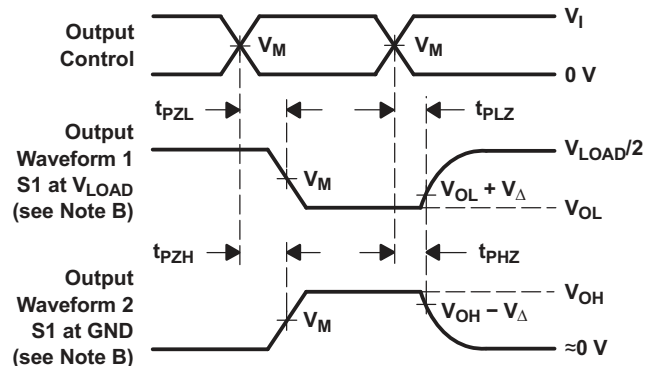 Output
Control
V_I
V_M
V_M
0 V
t_PZL
t_PLZ
Output
Waveform 1
S1 at V_LOAD
(see Note B)
V_LOAD/2
V_M
V_OL + V_Δ
V_OL
t_PZH
t_PHZ
Output
Waveform 2
S1 at GND
(see Note B)
V_OH
V_M
V_OH − V_Δ
≈0 V